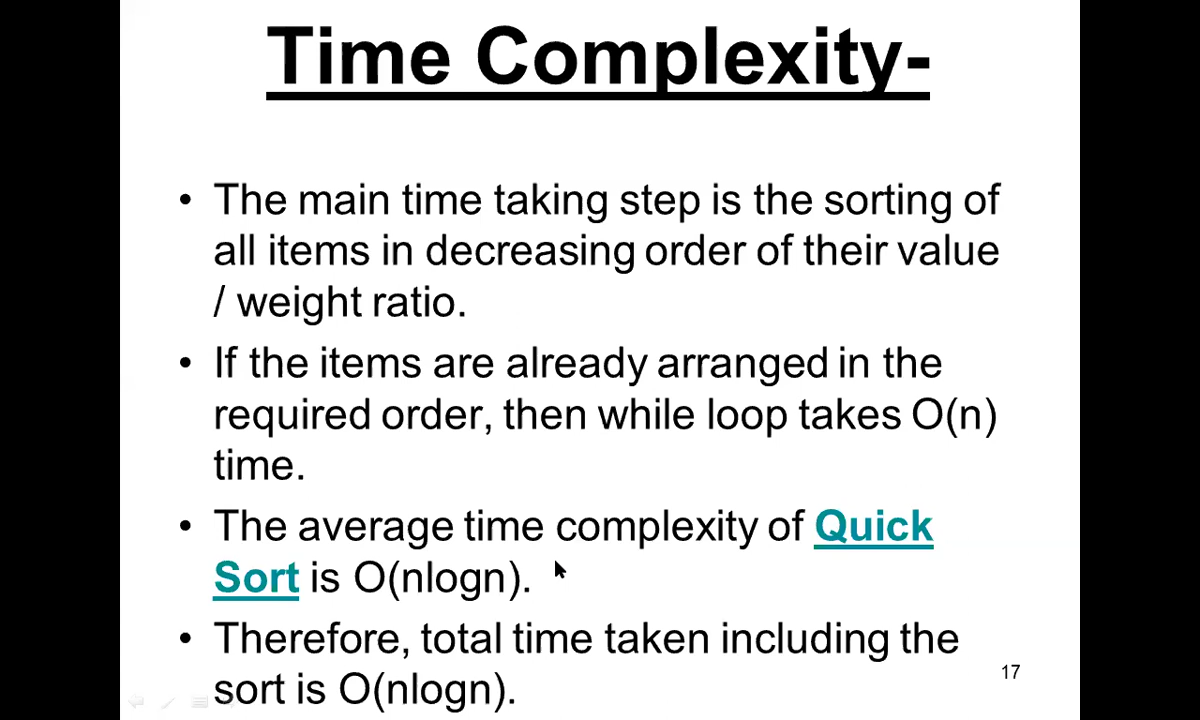 Time Complexity-
• The main time taking step is the sorting of
all items in decreasing order of their value
/ weight ratio.
• If the items are already arranged in the
required order, then while loop takes O(n)
time.
• The average time complexity of Quick
Sort is O(nlogn).
• Therefore, total time taken including the
sort is O(nlogn).
17